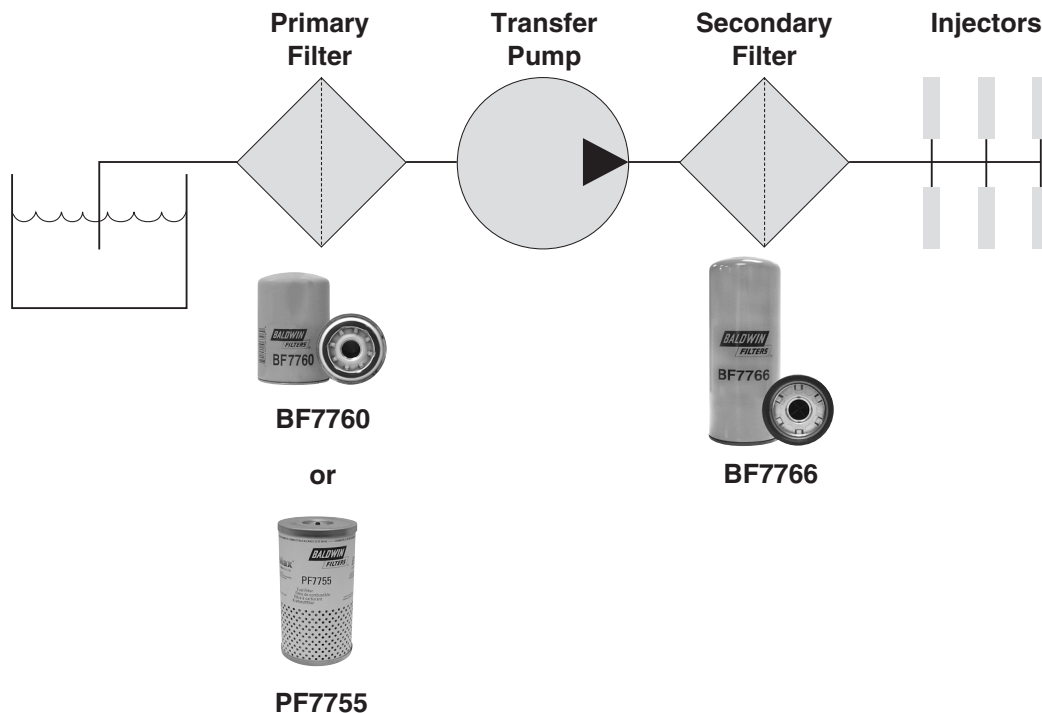 Primary
Filter
Transfer
Pump
Secondary
Filter
Injectors
BALDWIN
FILTERS
BF7760
BF7760
or
BALDWIN
FILTERS
PF7755
PF7755
BALDWIN
FILTERS
BF7766
BF7766